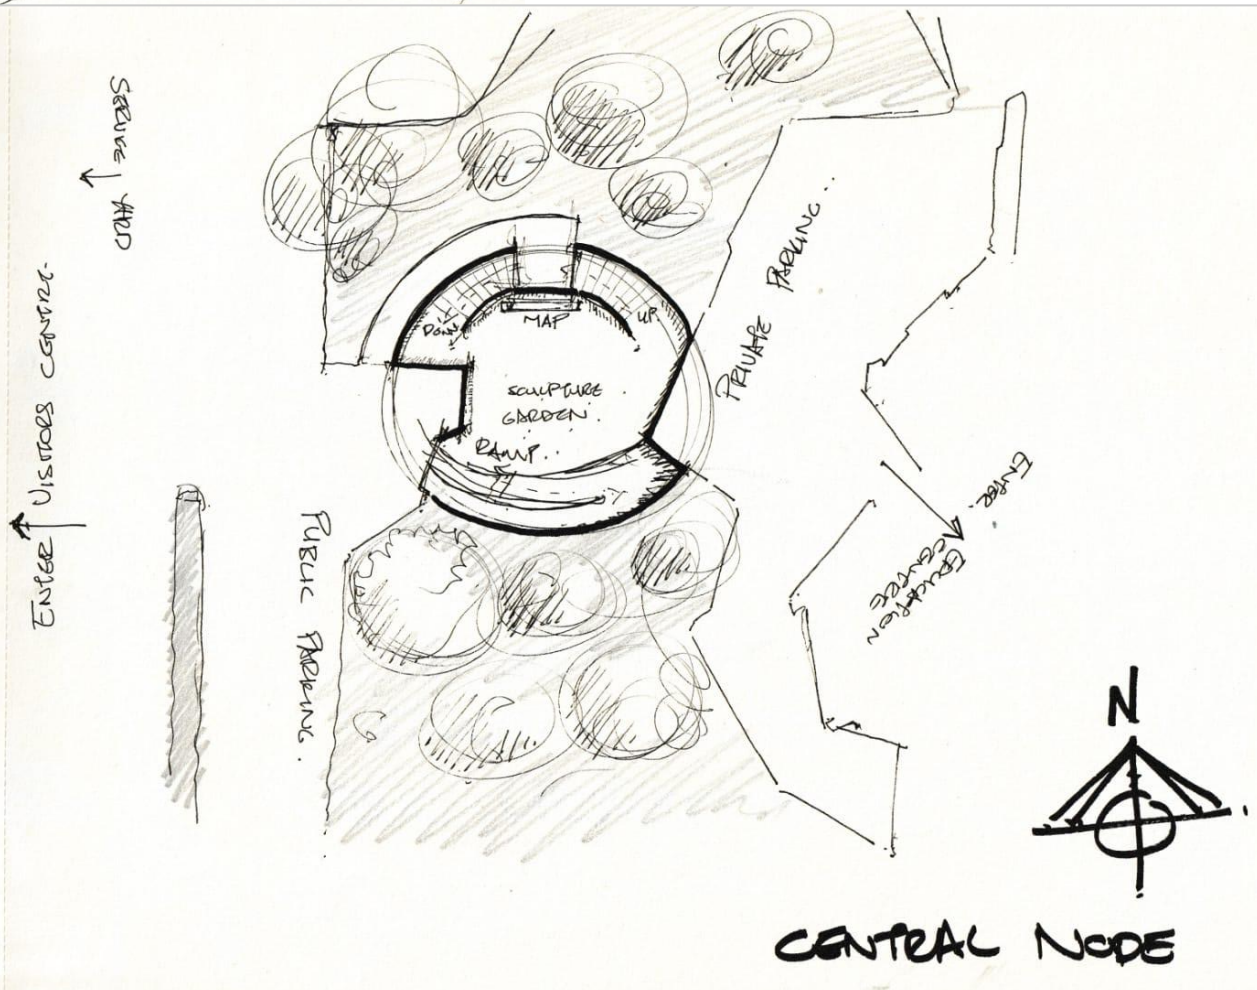 SERVICE YARD
ENTER VISITORS CENTRE.
PUBLIC PARKING.
DOWN
MAP
UP.
SCULPTURE
GARDEN.
RAMP..
PRIVATE PARKING...
ENTER.
EDUCATION
CENTRE
N
CENTRAL NODE